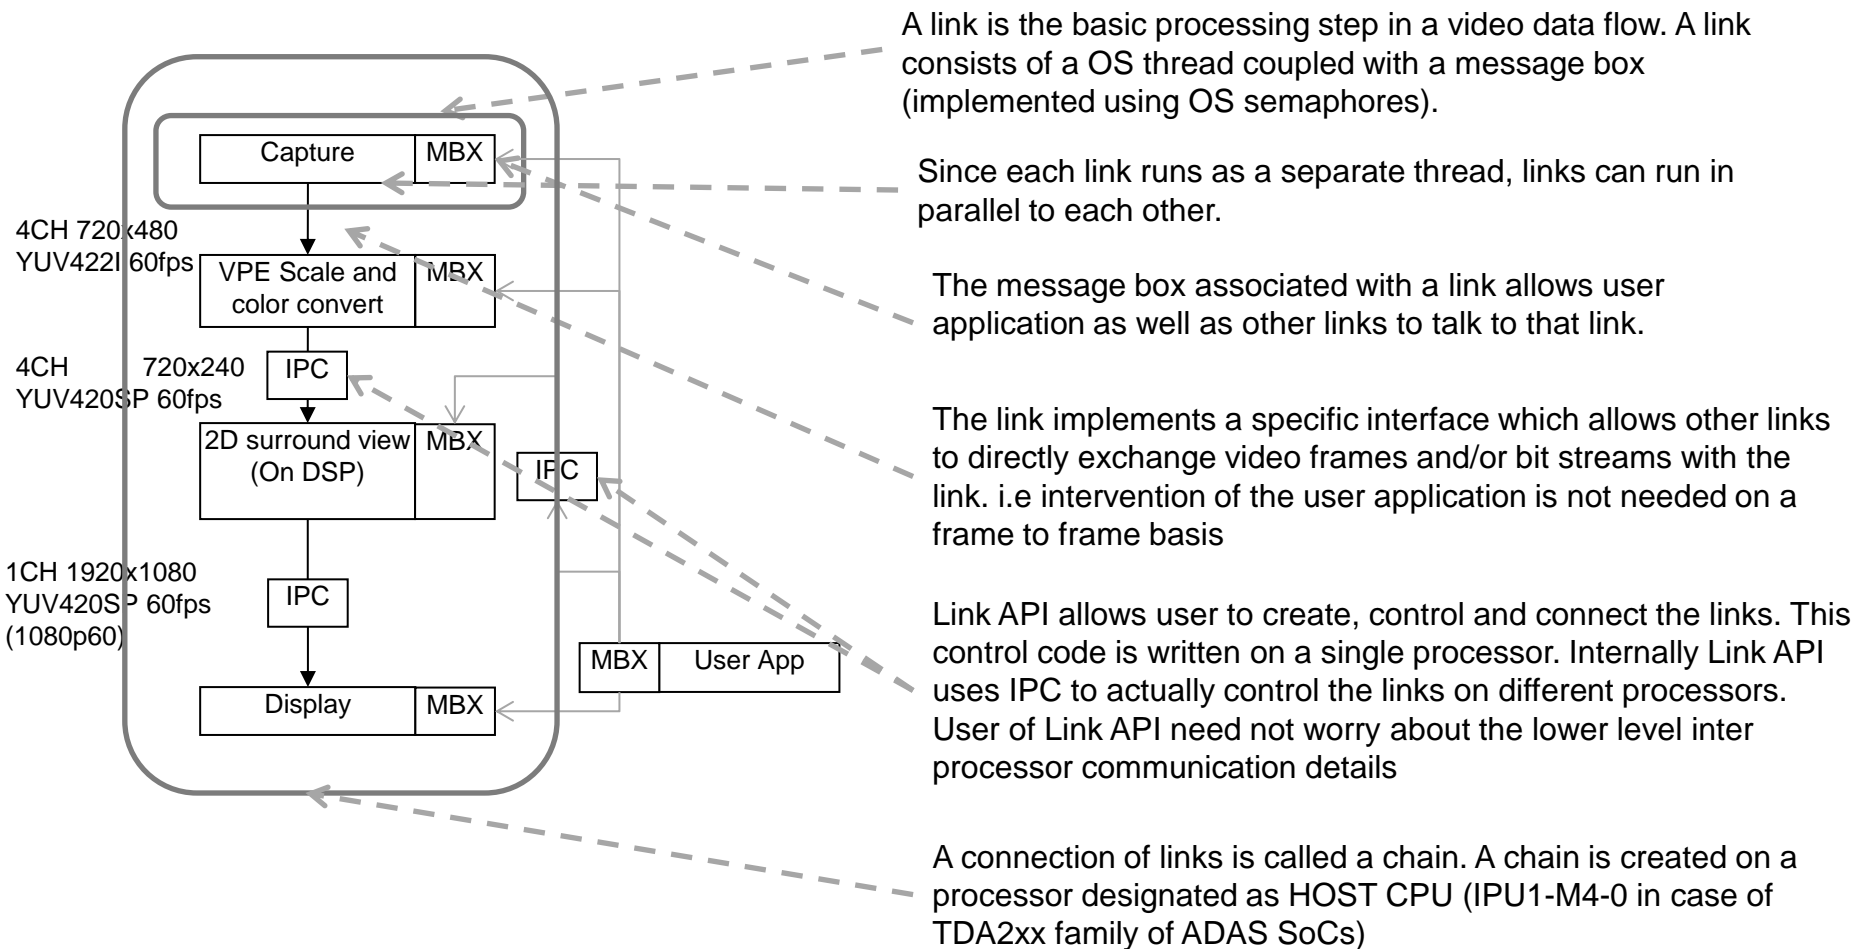 A link is the basic processing step in a video data flow. A link
consists of a OS thread coupled with a message box
(implemented using OS semaphores).
Capture
MBX
Since each link runs as a separate thread, links can run in
parallel to each other.
4CH 720x480
YUV422I 60fps
VPE Scale and
color convert
MBX
The message box associated with a link allows user
application as well as other links to talk to that link.
4CH 720x240
YUV420SP 60fps
IPC
2D surround view
(On DSP)
MBX
IPC
The link implements a specific interface which allows other links
to directly exchange video frames and/or bit streams with the
link. i.e intervention of the user application is not needed on a
frame to frame basis
1CH 1920x1080
YUV420SP 60fps
(1080p60)
IPC
MBX
User App
Display
MBX
Link API allows user to create, control and connect the links. This
control code is written on a single processor. Internally Link API
uses IPC to actually control the links on different processors.
User of Link API need not worry about the lower level inter
processor communication details
A connection of links is called a chain. A chain is created on a
processor designated as HOST CPU (IPU1-M4-0 in case of
TDA2xx family of ADAS SoCs)